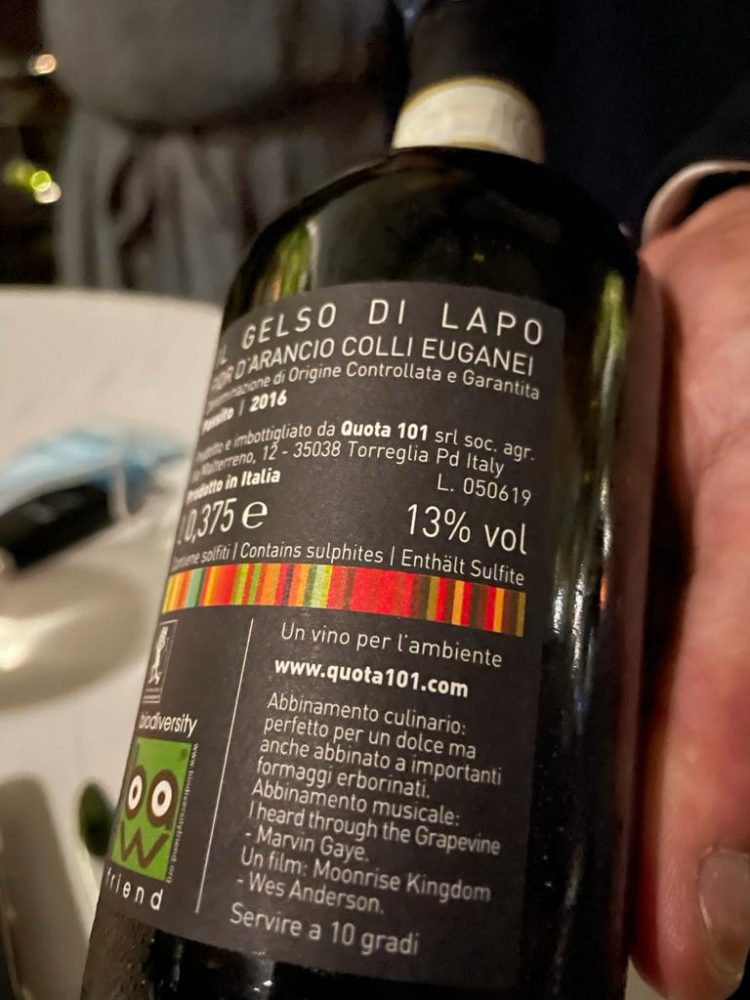 IL GELSO DI LAPO
FIOR D'ARANCIO COLLI EUGANEI
Denominazione di Origine Controllata e Garantita
Passito | 2016
Prodotto e imbottigliato da Quota 101 srl soc. agr.
Malterreno, 12 - 35038 Torreglia Pd Italy
Prodotto in Italia
L. 050619
0,375 e
13% vol
Contiene solfiti | Contains sulphites | Enthält Sulfite
Un vino per l'ambiente
www.quota101.com
Abbinamento culinario:
perfetto per un dolce ma
anche abbinato a importanti
formaggi erborinati.
Abbinamento musicale:
I heard through the Grapevine
- Marvin Gaye.
Un film: Moonrise Kingdom
- Wes Anderson.
Servire a 10 gradi
biodiversity
www.biodiversityfriend.org
friend